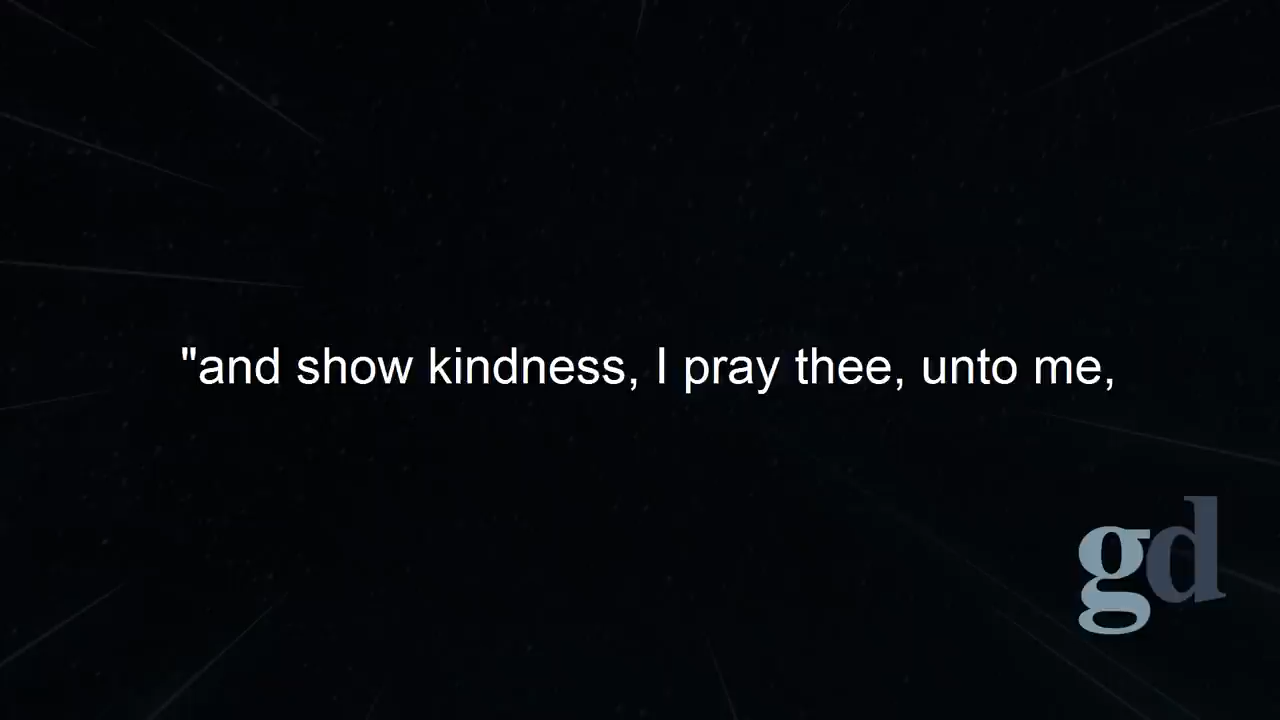 "and show kindness, I pray thee, unto me,
gd